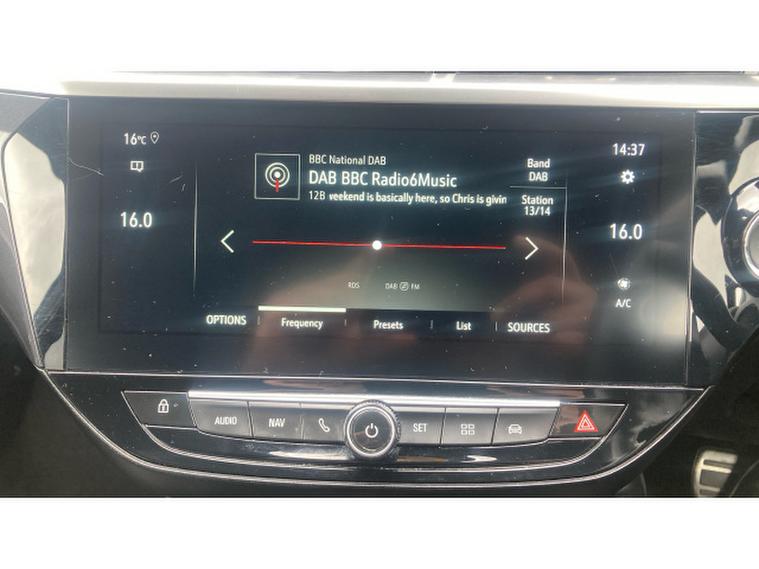 16°C
14:37
BBC National DAB
DAB BBC Radio6Music
12B veekend is basically here, so Chris is givin
Band
DAB
Station
13/14
16.0
16.0
RDS
DAB FM
A/C
OPTIONS
Frequency
Presets
List
SOURCES
AUDIO
NAV
SET